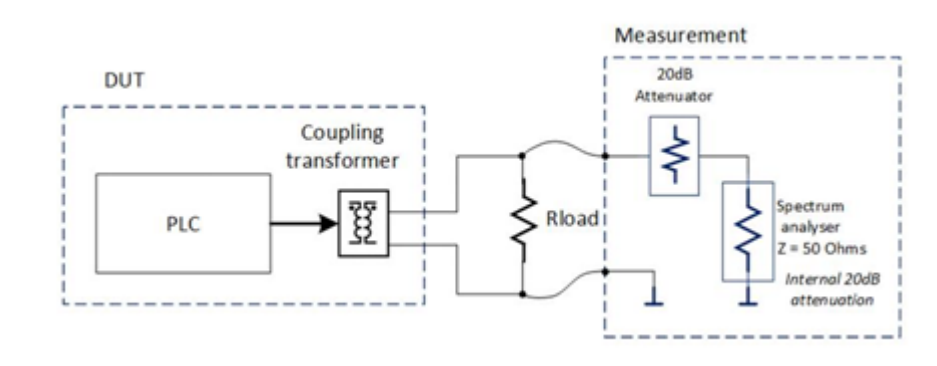 Measurement
DUT
20dB
Attenuator
Coupling
transformer
PLC
Rload
Spectrum
analyser
Z = 50 Ohms
Internal 20dB
attenuation